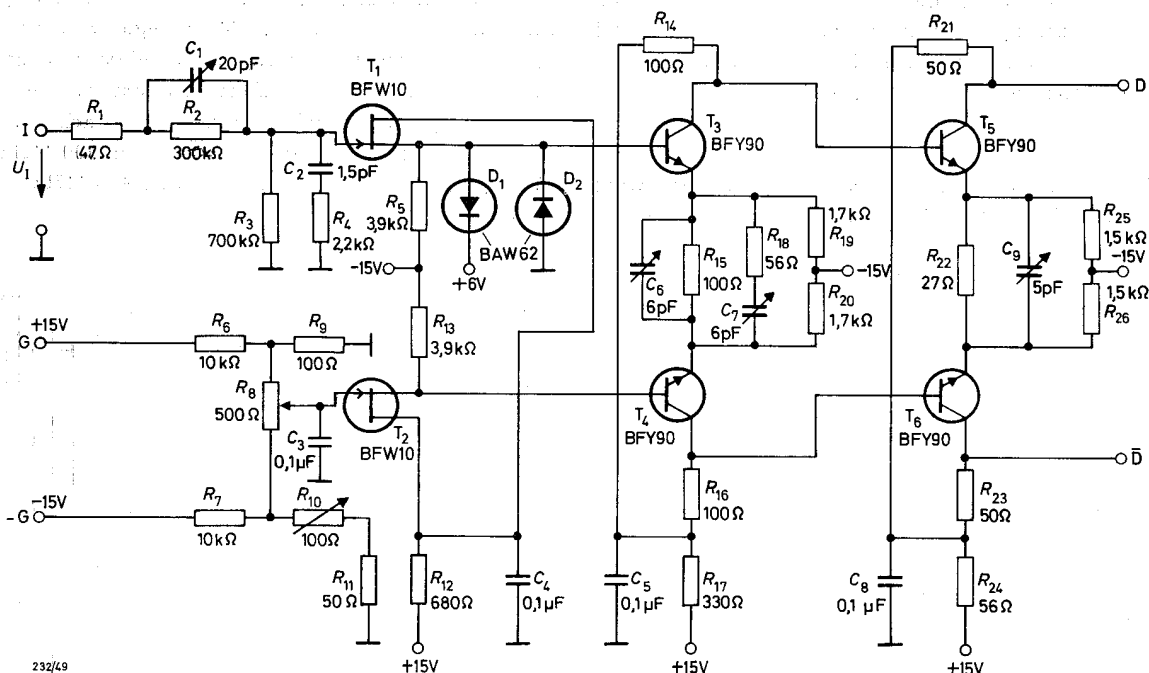 R14
100Ω
R21
50Ω
C1
20pF
T1
BFW10
D
I
R1
47Ω
R2
300kΩ
T3
BFY90
T5
BFY90
UI
C2
1,5pF
R3
700kΩ
R4
2,2kΩ
R5
3,9kΩ
D1
D2
BAW62
-15V
+6V
C6
6pF
R15
100Ω
R18
56Ω
C7
6pF
1,7kΩ
R19
-15V
R20
1,7kΩ
R22
27Ω
C9
5pF
R25
1,5kΩ
-15V
1,5kΩ
R26
+15V
G
R6
10kΩ
R9
100Ω
R13
3,9kΩ
R8
500Ω
C3
0,1µF
T2
BFW10
T4
BFY90
T6
BFY90
D̄
-15V
-G
R7
10kΩ
R10
100Ω
R16
100Ω
R23
50Ω
R11
50Ω
R12
680Ω
C4
0,1µF
C5
0,1µF
R17
330Ω
C8
0,1µF
R24
56Ω
+15V
+15V
+15V
232/49